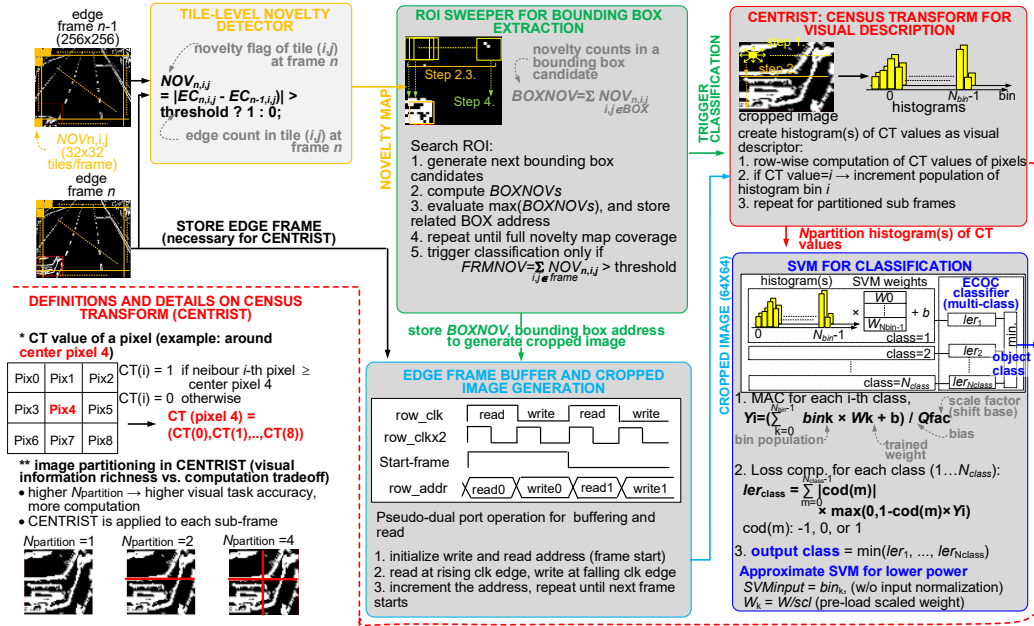 edge
frame n-1
(256x256)
NOVn,i,j
(32x32
tiles/frame)
edge
frame n
TILE-LEVEL NOVELTY
DETECTOR
novelty flag of tile (i,j)
at frame n
NOVn,i,j
= |ECn,i,j - ECn-1,i,j| >
threshold ? 1 : 0;
edge count in tile (i,j) at
frame n
STORE EDGE FRAME
(necessary for CENTRIST)
NOVELTY MAP
ROI SWEEPER FOR BOUNDING BOX
EXTRACTION
Step 2.3.
Step 4.
novelty counts in a
bounding box
candidate
BOXNOV=Σ NOVn,i,j
i,j∈BOX
Search ROI:
1. generate next bounding box
candidates
2. compute BOXNOVs
3. evaluate max(BOXNOVs), and store
related BOX address
4. repeat until full novelty map coverage
5. trigger classification only if
FRMNOV=Σ NOVn,i,j > threshold
i,j∈frame
TRIGGER
CLASSIFICATION
store BOXNOV, bounding box address
to generate cropped image
CENTRIST: CENSUS TRANSFORM FOR
VISUAL DESCRIPTION
step 1
step 2
cropped image
0
Nbin-1
bin
histograms
create histogram(s) of CT values as visual
descriptor:
1. row-wise computation of CT values of pixels
2. if CT value=i → increment population of
histogram bin i
3. repeat for partitioned sub frames
Npartition histogram(s) of CT
values
CROPPED IMAGE (64X64)
SVM FOR CLASSIFICATION
histogram(s)
SVM weights
ECOC
classifier
(multi-class)
0
Nbin-1
×
W0
WNbin-1
+ b
class=1
class=2
class=Nclass
ler1
ler2
lerNclass
min.
object
class
1. MAC for each i-th class,
scale factor
(shift base)
Nbin-1
Yi=(∑ bink × Wk + b) / Qfac
k=0
bin population
trained
weight
bias
2. Loss comp. for each class (1…Nclass):
Nclass-1
lerclass = ∑ |cod(m)|
m=0
× max(0,1-cod(m)×Yi)
cod(m): -1, 0, or 1
3. output class = min(ler1, ..., lerNclass)
Approximate SVM for lower power
SVMinput = bink, (w/o input normalization)
Wk = W/scl (pre-load scaled weight)
DEFINITIONS AND DETAILS ON CENSUS
TRANSFORM (CENTRIST)
* CT value of a pixel (example: around
center pixel 4)
Pix0 Pix1 Pix2
Pix3 Pix4 Pix5
Pix6 Pix7 Pix8
CT(i) = 1 if neibour i-th pixel ≥
center pixel 4
CT(i) = 0 otherwise
CT (pixel 4) =
(CT(0),CT(1),..,CT(8))
** image partitioning in CENTRIST (visual
information richness vs. computation tradeoff)
• higher Npartition → higher visual task accuracy,
more computation
• CENTRIST is applied to each sub-frame
Npartition =1
Npartition =2
Npartition =4
EDGE FRAME BUFFER AND CROPPED
IMAGE GENERATION
row_clk
read write read write
row_clkx2
Start-frame
row_addr
read0 write0 read1 write1
Pseudo-dual port operation for buffering and
read
1. initialize write and read address (frame start)
2. read at rising clk edge, write at falling clk edge
3. increment the address, repeat until next frame
starts